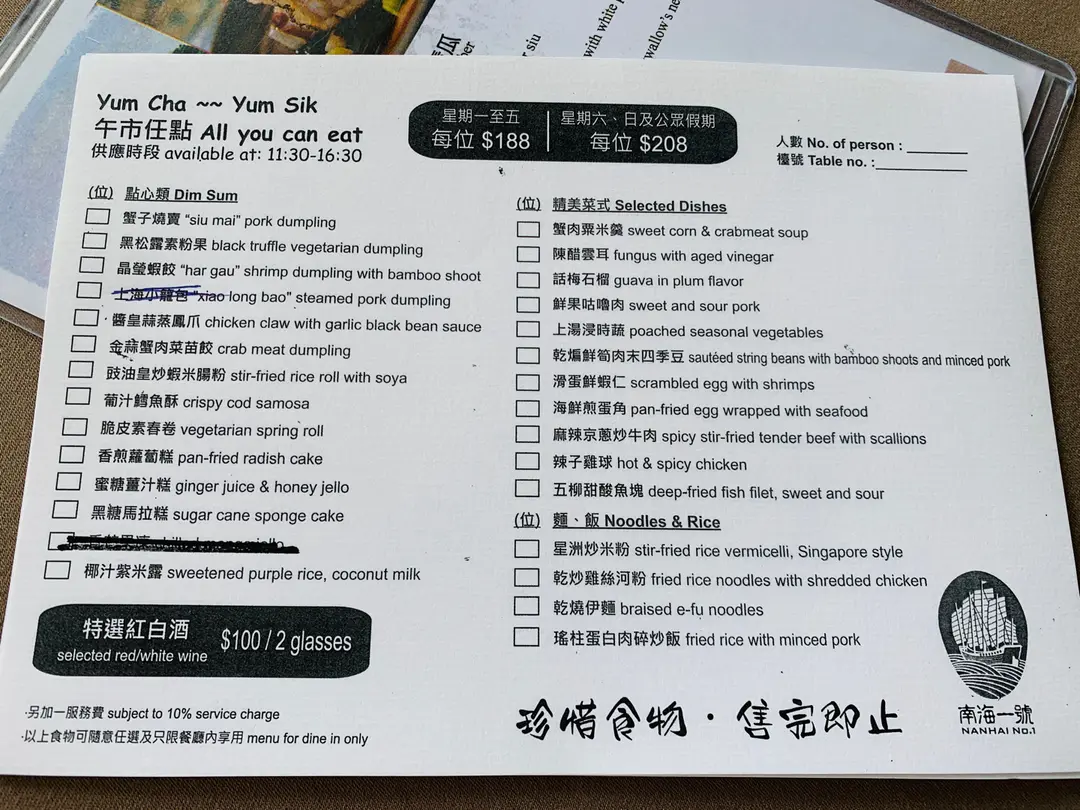 Yum Cha ~~ Yum Sik
午市任點 All you can eat
供應時段 available at: 11:30-16:30
星期一至五
每位 $188
星期六、日及公眾假期
每位 $208
人數 No. of person : ______
檯號 Table no. : ______
(位) 點心類 Dim Sum
蟹子燒賣 “siu mai” pork dumpling
黑松露素粉果 black truffle vegetarian dumpling
晶瑩蝦餃 “har gau” shrimp dumpling with bamboo shoot
上海小籠包 “xiao long bao” steamed pork dumpling
醬皇蒜蒸鳳爪 chicken claw with garlic black bean sauce
金蒜蟹肉菜苗餃 crab meat dumpling
豉油皇炒蝦米腸粉 stir-fried rice roll with soya
葡汁鱈魚酥 crispy cod samosa
脆皮素春卷 vegetarian spring roll
香煎蘿蔔糕 pan-fried radish cake
蜜糖薑汁糕 ginger juice & honey jello
黑糖馬拉糕 sugar cane sponge cake
椰汁紫米露 sweetened purple rice, coconut milk
特選紅白酒
selected red/white wine
$100 / 2 glasses
·另加一服務費 subject to 10% service charge
·以上食物可隨意任選及只限餐廳內享用 menu for dine in only
(位) 精美菜式 Selected Dishes
蟹肉粟米羹 sweet corn & crabmeat soup
陳醋雲耳 fungus with aged vinegar
話梅石榴 guava in plum flavor
鮮果咕嚕肉 sweet and sour pork
上湯浸時蔬 poached seasonal vegetables
乾煸鮮筍肉末四季豆 sautéed string beans with bamboo shoots and minced pork
滑蛋鮮蝦仁 scrambled egg with shrimps
海鮮煎蛋角 pan-fried egg wrapped with seafood
麻辣京蔥炒牛肉 spicy stir-fried tender beef with scallions
辣子雞球 hot & spicy chicken
五柳甜酸魚塊 deep-fried fish filet, sweet and sour
(位) 麵、飯 Noodles & Rice
星洲炒米粉 stir-fried rice vermicelli, Singapore style
乾炒雞絲河粉 fried rice noodles with shredded chicken
乾燒伊麵 braised e-fu noodles
瑤柱蛋白肉碎炒飯 fried rice with minced pork
珍惜食物·售完即止
南海一號
NANHAI No.1
siu
with white
wallow's